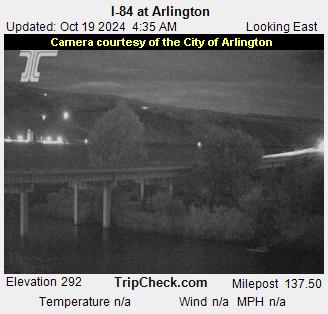 I-84 at Arlington
Updated: Oct 19 2024 4:35 AM Looking East
Camera courtesy of the City of Arlington
Elevation 292 TripCheck.com Milepost 137.50
Temperature n/a Wind n/a MPH n/a